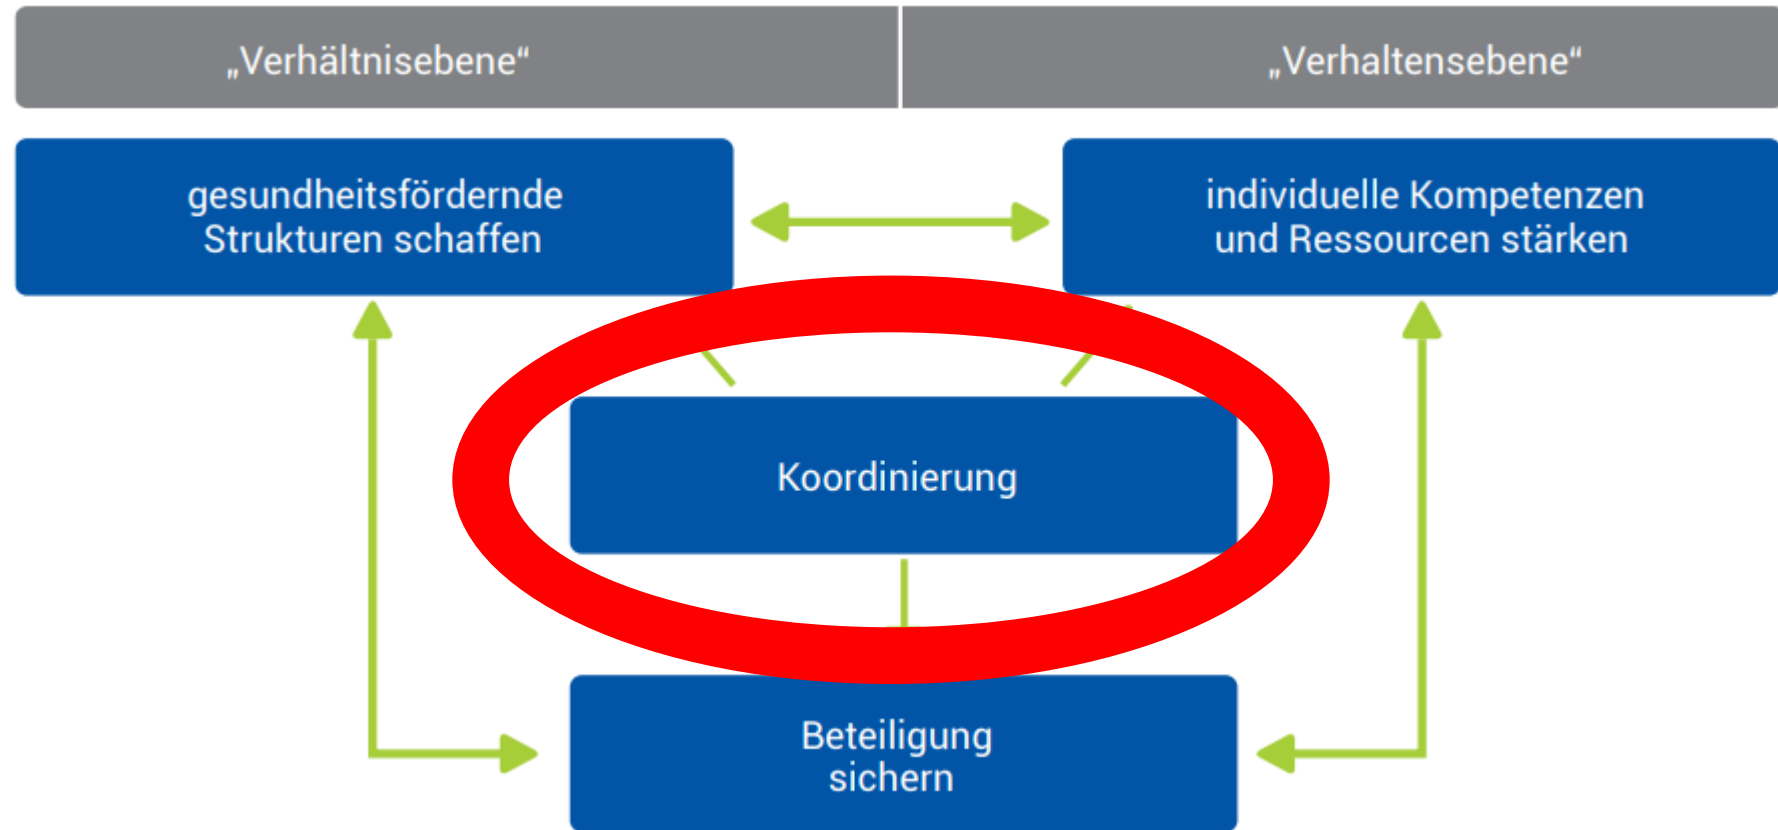 „Verhältnisebene“
„Verhaltensebene“
gesundheitsfördernde
Strukturen schaffen
individuelle Kompetenzen
und Ressourcen stärken
Koordinierung
Beteiligung
sichern